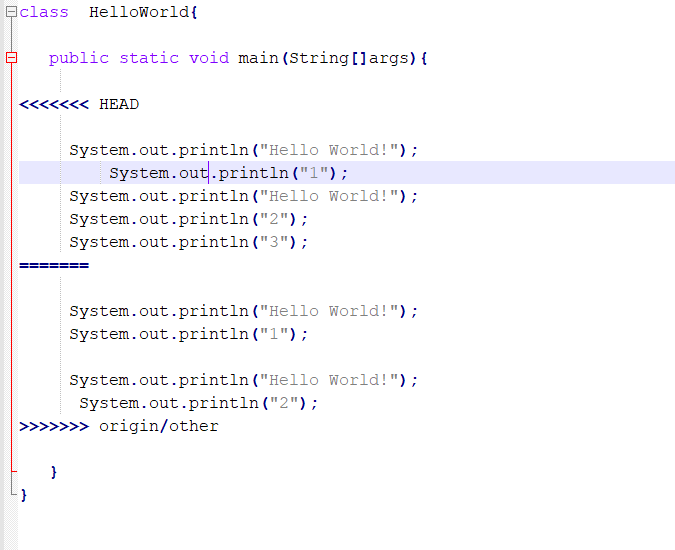 class  HelloWorld{
public static void main(String[]args){
<<<<<<< HEAD
System.out.println("Hello World!");
System.out.println("1");
System.out.println("Hello World!");
System.out.println("2");
System.out.println("3");
=======
System.out.println("Hello World!");
System.out.println("1");
System.out.println("Hello World!");
System.out.println("2");
>>>>>>> origin/other
}
}